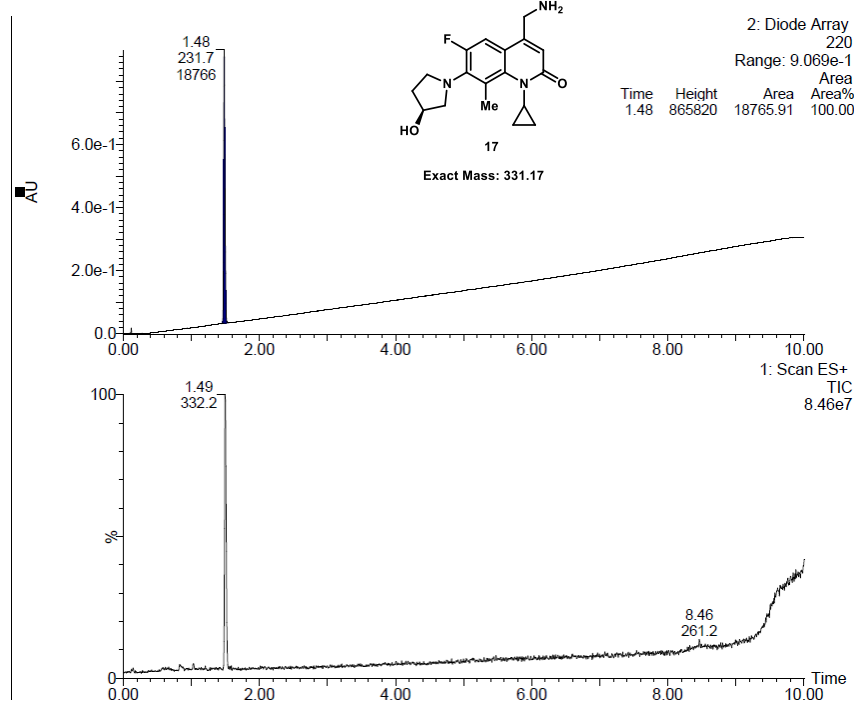 2: Diode Array
220
Range: 9.069e-1
Area
Time Height Area Area%
1.48 865820 18765.91 100.00
NH2
F
N
N
O
Me
HO
17
Exact Mass: 331.17
1.48
231.7
18766
AU
6.0e-1
4.0e-1
2.0e-1
0.0
0.00 2.00 4.00 6.00 8.00 10.00
1: Scan ES+
TIC
8.46e7
1.49
332.2
100
%
8.46
261.2
0
Time
0.00 2.00 4.00 6.00 8.00 10.00